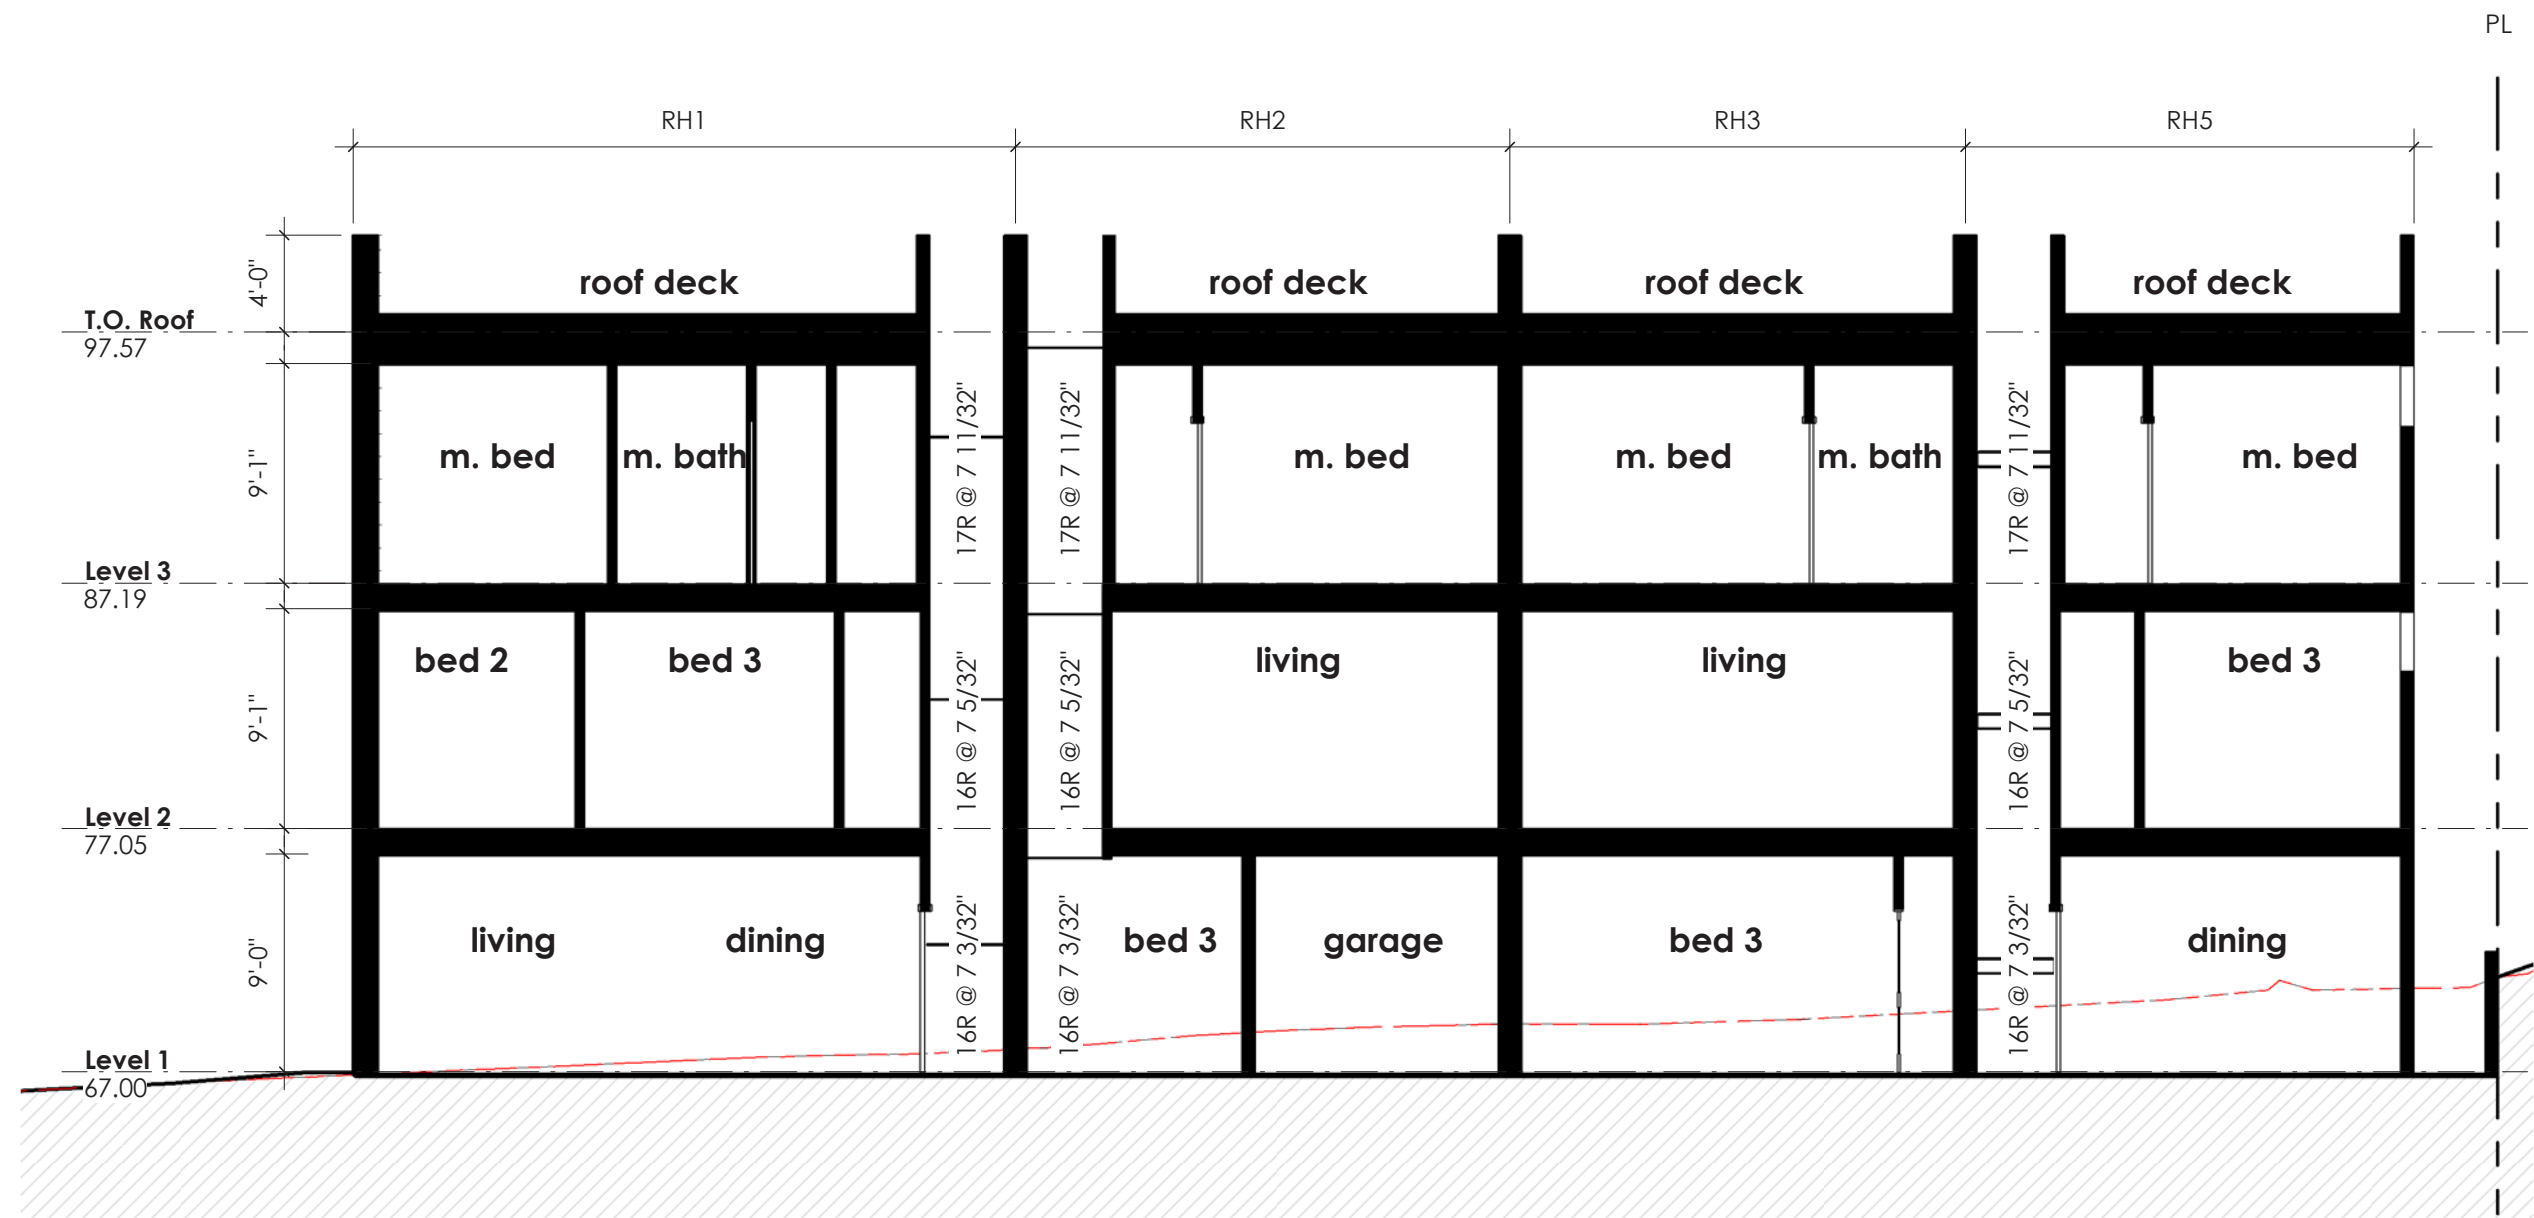 PL
RH1 RH2 RH3 RH5
4'-0"
roof deck roof deck roof deck roof deck
T.O. Roof
97.57
9'-1"
m. bed m. bath 17R @ 7 11/32" 17R @ 7 11/32" m. bed m. bed m. bath 17R @ 7 11/32" m. bed
Level 3
87.19
9'-1"
bed 2 bed 3 16R @ 7 5/32" 16R @ 7 5/32" living living 16R @ 7 5/32" bed 3
Level 2
77.05
9'-0"
living dining 16R @ 7 3/32" 16R @ 7 3/32" bed 3 garage bed 3 16R @ 7 3/32" dining
Level 1
67.00